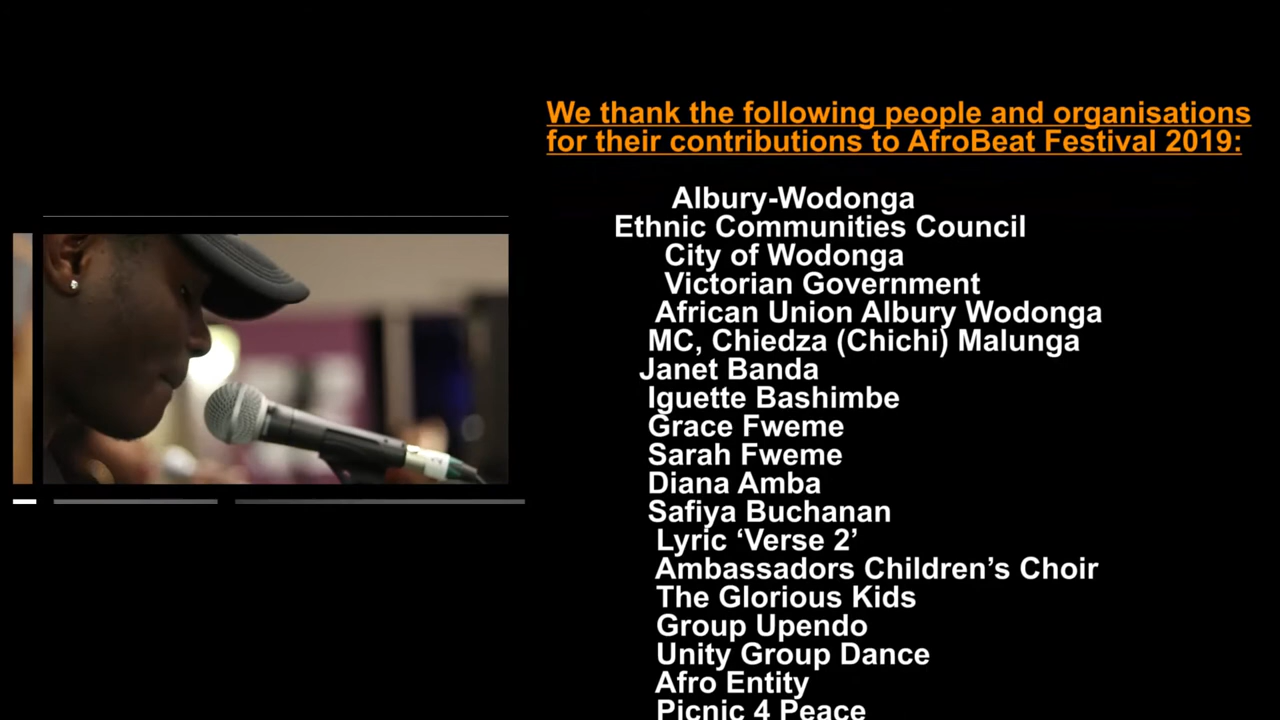 We thank the following people and organisations
for their contributions to AfroBeat Festival 2019:
Albury-Wodonga
Ethnic Communities Council
City of Wodonga
Victorian Government
African Union Albury Wodonga
MC, Chiedza (Chichi) Malunga
Janet Banda
Iguette Bashimbe
Grace Fweme
Sarah Fweme
Diana Amba
Safiya Buchanan
Lyric ‘Verse 2’
Ambassadors Children’s Choir
The Glorious Kids
Group Upendo
Unity Group Dance
Afro Entity
Picnic 4 Peace